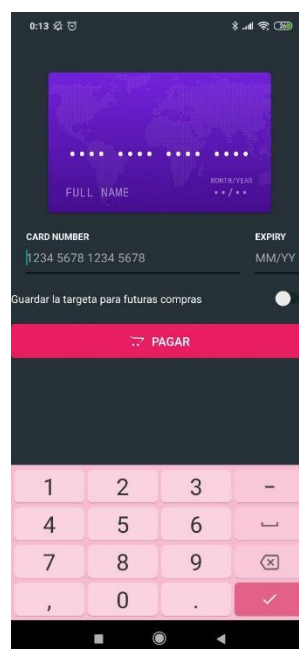 0:13
MONTH/YEAR
FULL NAME
••/••
CARD NUMBER
EXPIRY
1234 5678 1234 5678
MM/YY
Guardar la targeta para futuras compras
PAGAR
1 2 3 -
4 5 6
7 8 9
, 0 .